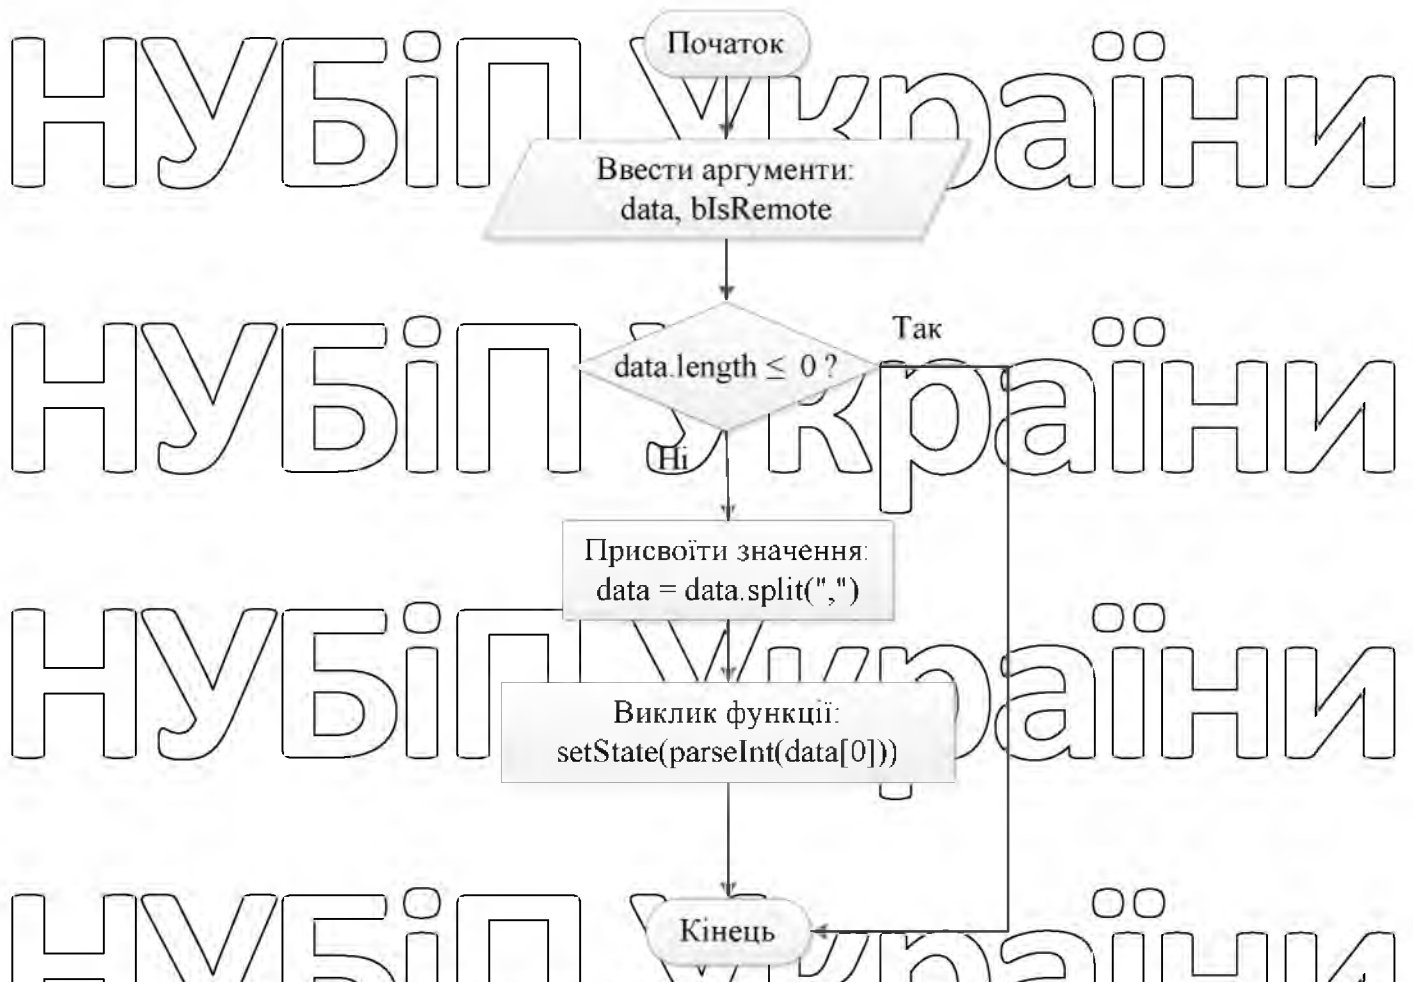 НУБіП України
Початок
Ввести аргументи:
data, bIsRemote
НУБіП України
Так
data.length ≤ 0 ?
Ні
Присвоїти значення:
data = data.split(",")
НУБіП України
Виклик функції:
setState(parseInt(data[0]))
НУБіП України
Кінець